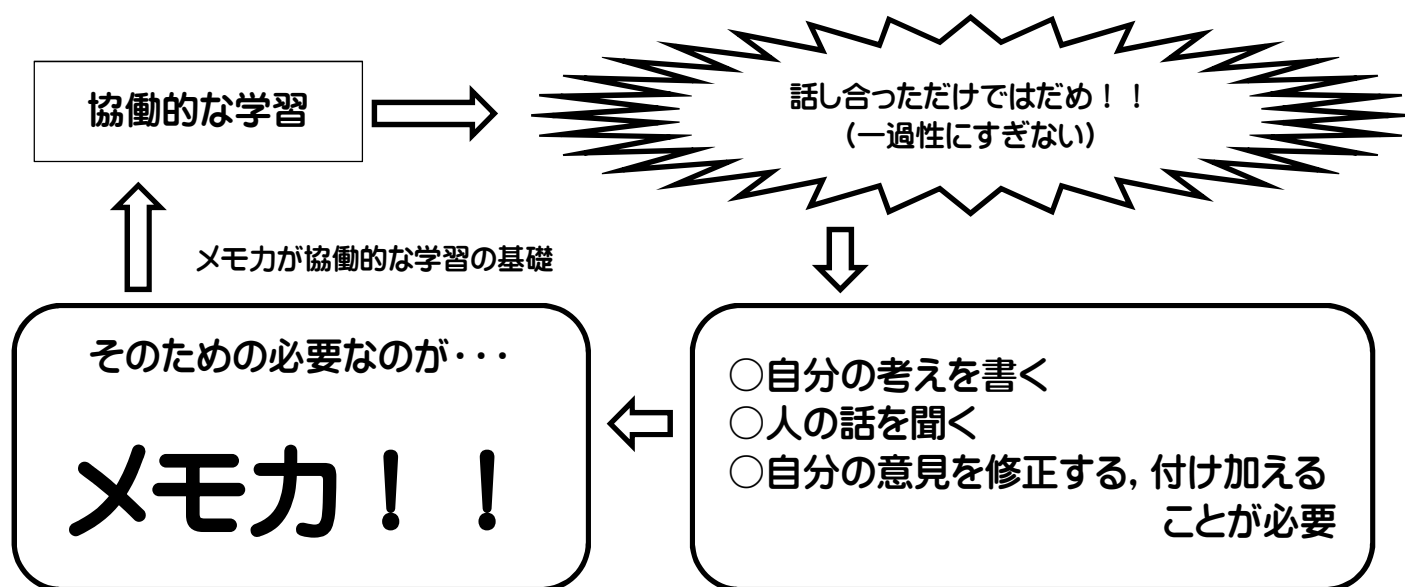 協働的な学習
話し合っただけではだめ！！
（一過性にすぎない）
メモ力が協働的な学習の基礎
そのための必要なのが・・・
メモ力！！
○自分の考えを書く
○人の話を聞く
○自分の意見を修正する，付け加える
ことが必要